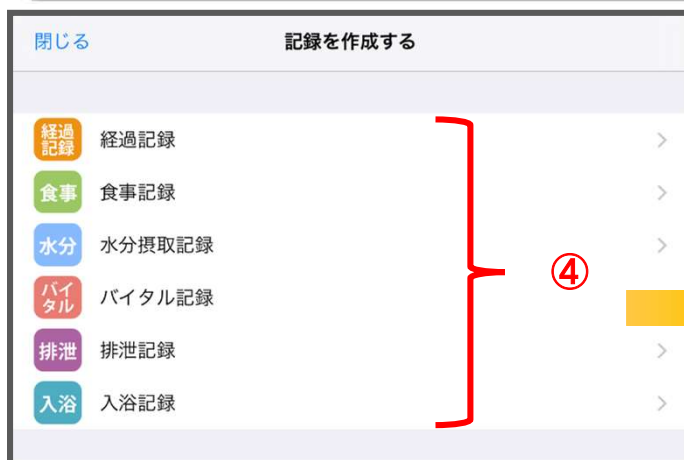 閉じる 記録を作成する
経過記録 経過記録
食事 食事記録
水分 水分摂取記録
バイタル バイタル記録
④
排泄 排泄記録
入浴 入浴記録